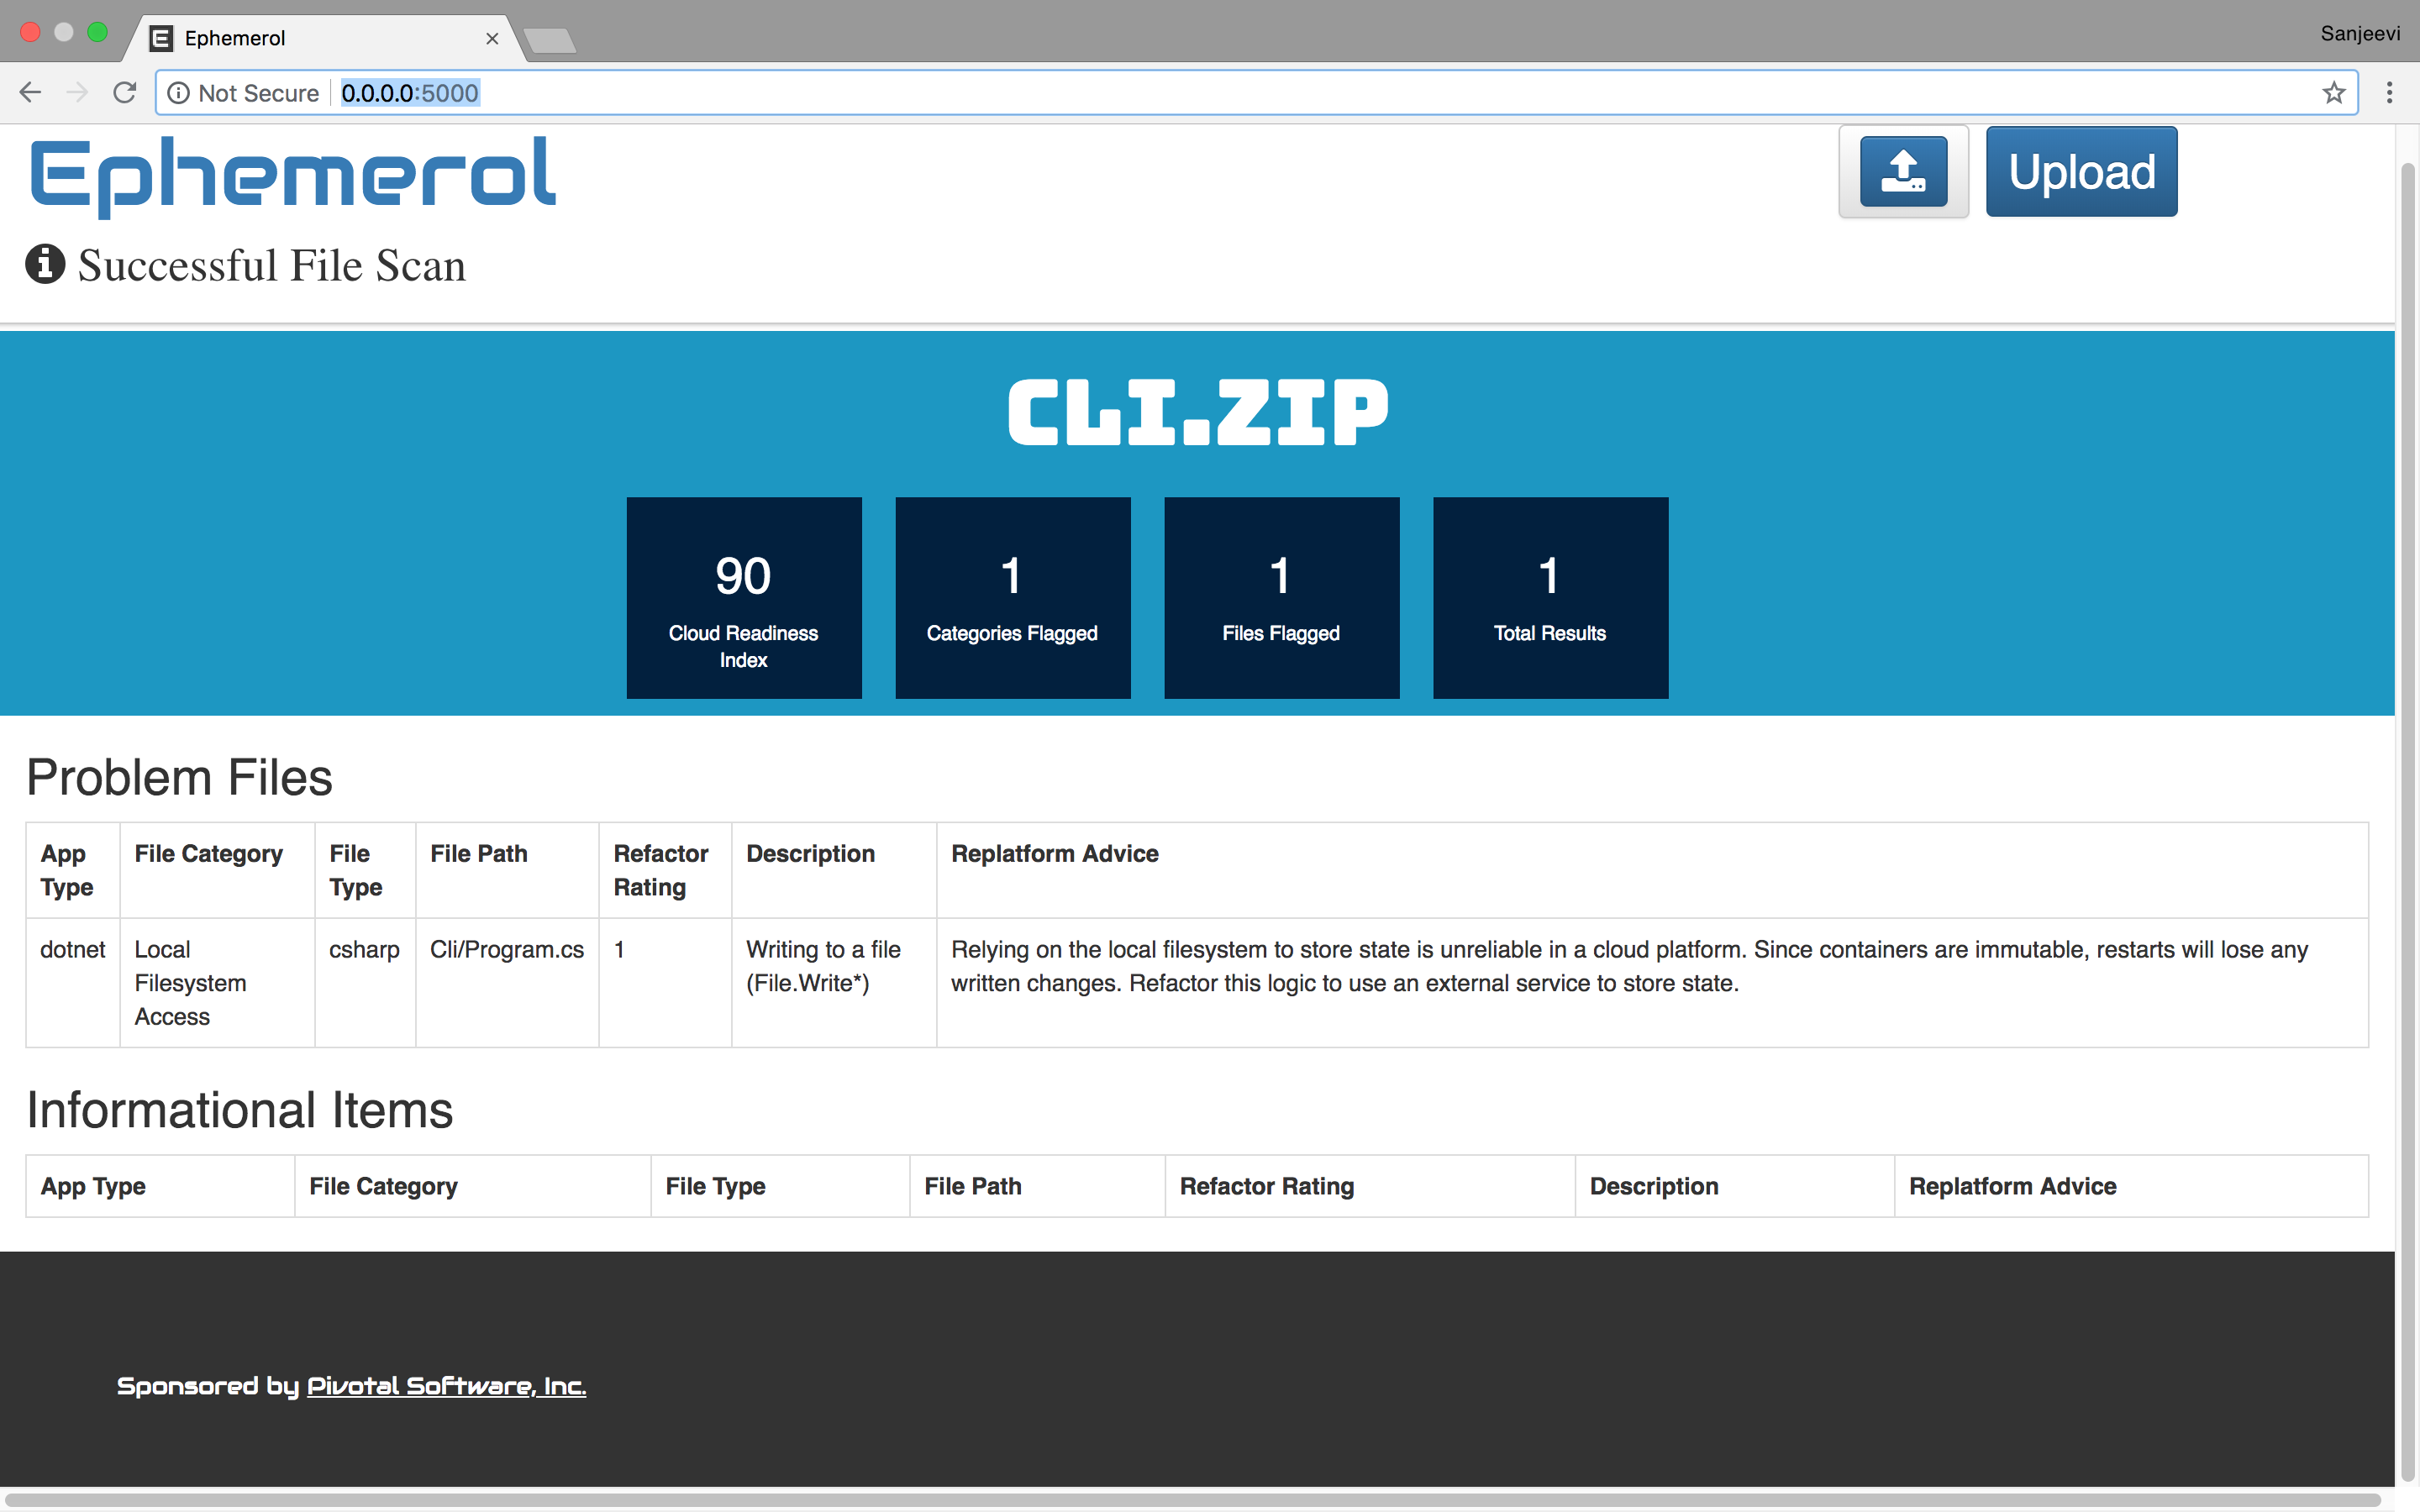 Ephemerol
Sanjeevi
Not Secure
0.0.0.0:5000
Ephemerol
Upload
Successful File Scan
CLI.ZIP
90
Cloud Readiness
Index
1
Categories Flagged
1
Files Flagged
1
Total Results
Problem Files
App Type
File Category
File Type
File Path
Refactor Rating
Description
Replatform Advice
dotnet
Local
Filesystem
Access
csharp
Cli/Program.cs
1
Writing to a file
(File.Write*)
Relying on the local filesystem to store state is unreliable in a cloud platform. Since containers are immutable, restarts will lose any
written changes. Refactor this logic to use an external service to store state.
Informational Items
App Type
File Category
File Type
File Path
Refactor Rating
Description
Replatform Advice
Sponsored by Pivotal Software, Inc.